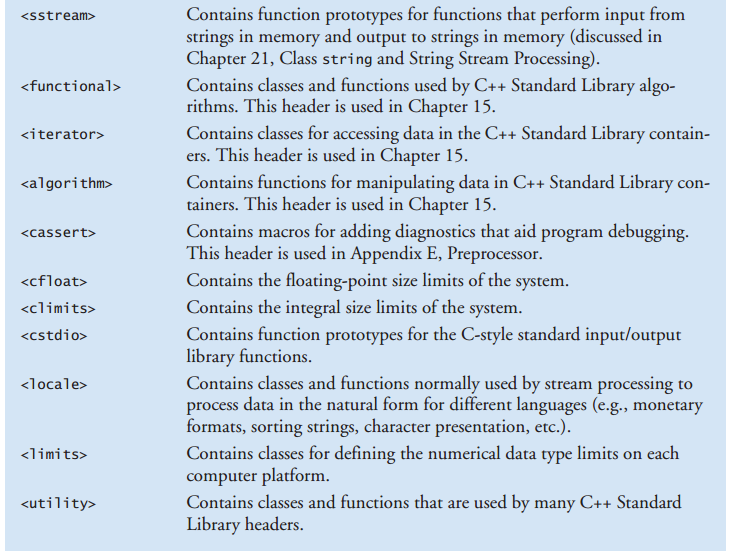 <sstream> Contains function prototypes for functions that perform input from
strings in memory and output to strings in memory (discussed in
Chapter 21, Class string and String Stream Processing).
<functional> Contains classes and functions used by C++ Standard Library algo-
rithms. This header is used in Chapter 15.
<iterator> Contains classes for accessing data in the C++ Standard Library contain-
ers. This header is used in Chapter 15.
<algorithm> Contains functions for manipulating data in C++ Standard Library con-
tainers. This header is used in Chapter 15.
<cassert> Contains macros for adding diagnostics that aid program debugging.
This header is used in Appendix E, Preprocessor.
<cfloat> Contains the floating-point size limits of the system.
<climits> Contains the integral size limits of the system.
<cstdio> Contains function prototypes for the C-style standard input/output
library functions.
<locale> Contains classes and functions normally used by stream processing to
process data in the natural form for different languages (e.g., monetary
formats, sorting strings, character presentation, etc.).
<limits> Contains classes for defining the numerical data type limits on each
computer platform.
<utility> Contains classes and functions that are used by many C++ Standard
Library headers.